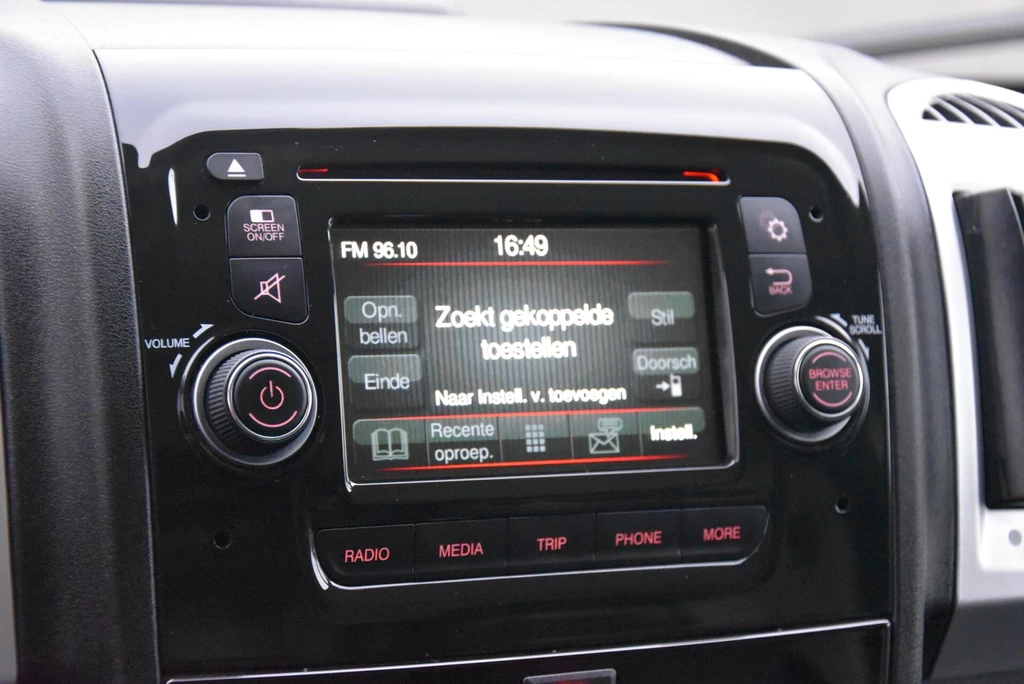 SCREEN
ON/OFF
FM 96.10
16:49
Opn.
bellen
Zoekt gekoppelde
toestellen
Stil
Einde
Doorsch
Naar Instell. v. toevoegen
Recente
oproep.
Instell.
BACK
VOLUME
TUNE
SCROLL
BROWSE
ENTER
RADIO
MEDIA
TRIP
PHONE
MORE